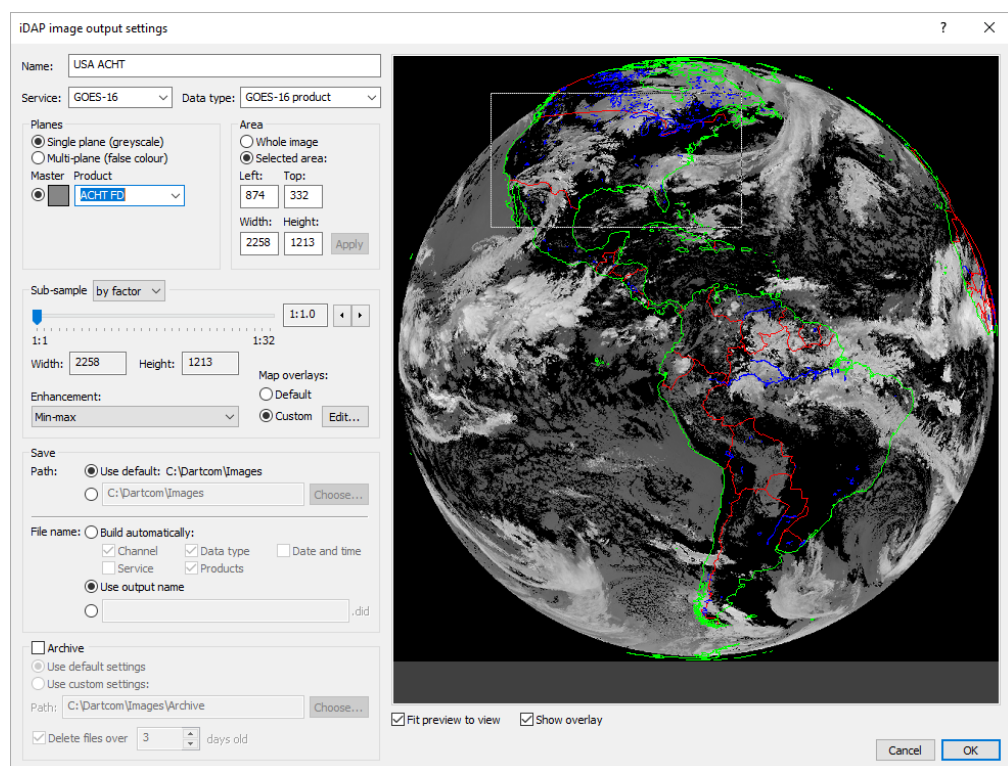 iDAP image output settings ?
Name: USA ACHT
Service: GOES-16 Data type: GOES-16 product
Planes
Single plane (greyscale)
Multi-plane (false colour)
Master Product
ACHT FD
Area
Whole image
Selected area:
Left: Top:
874 332
Width: Height:
2258 1213 Apply
Sub-sample by factor
1:1.0
1:1 1:32
Width: 2258 Height: 1213
Map overlays:
Default
Enhancement:
Min-max
Custom Edit...
Save
Path: Use default: C:\Dartcom\Images
C:\Dartcom\Images Choose...
File name: Build automatically:
Channel Data type Date and time
Service Products
Use output name
.did
Archive
Use default settings
Use custom settings:
Path: C:\Dartcom\Images\Archive Choose...
Delete files over 3 days old
Fit preview to view Show overlay
Cancel OK